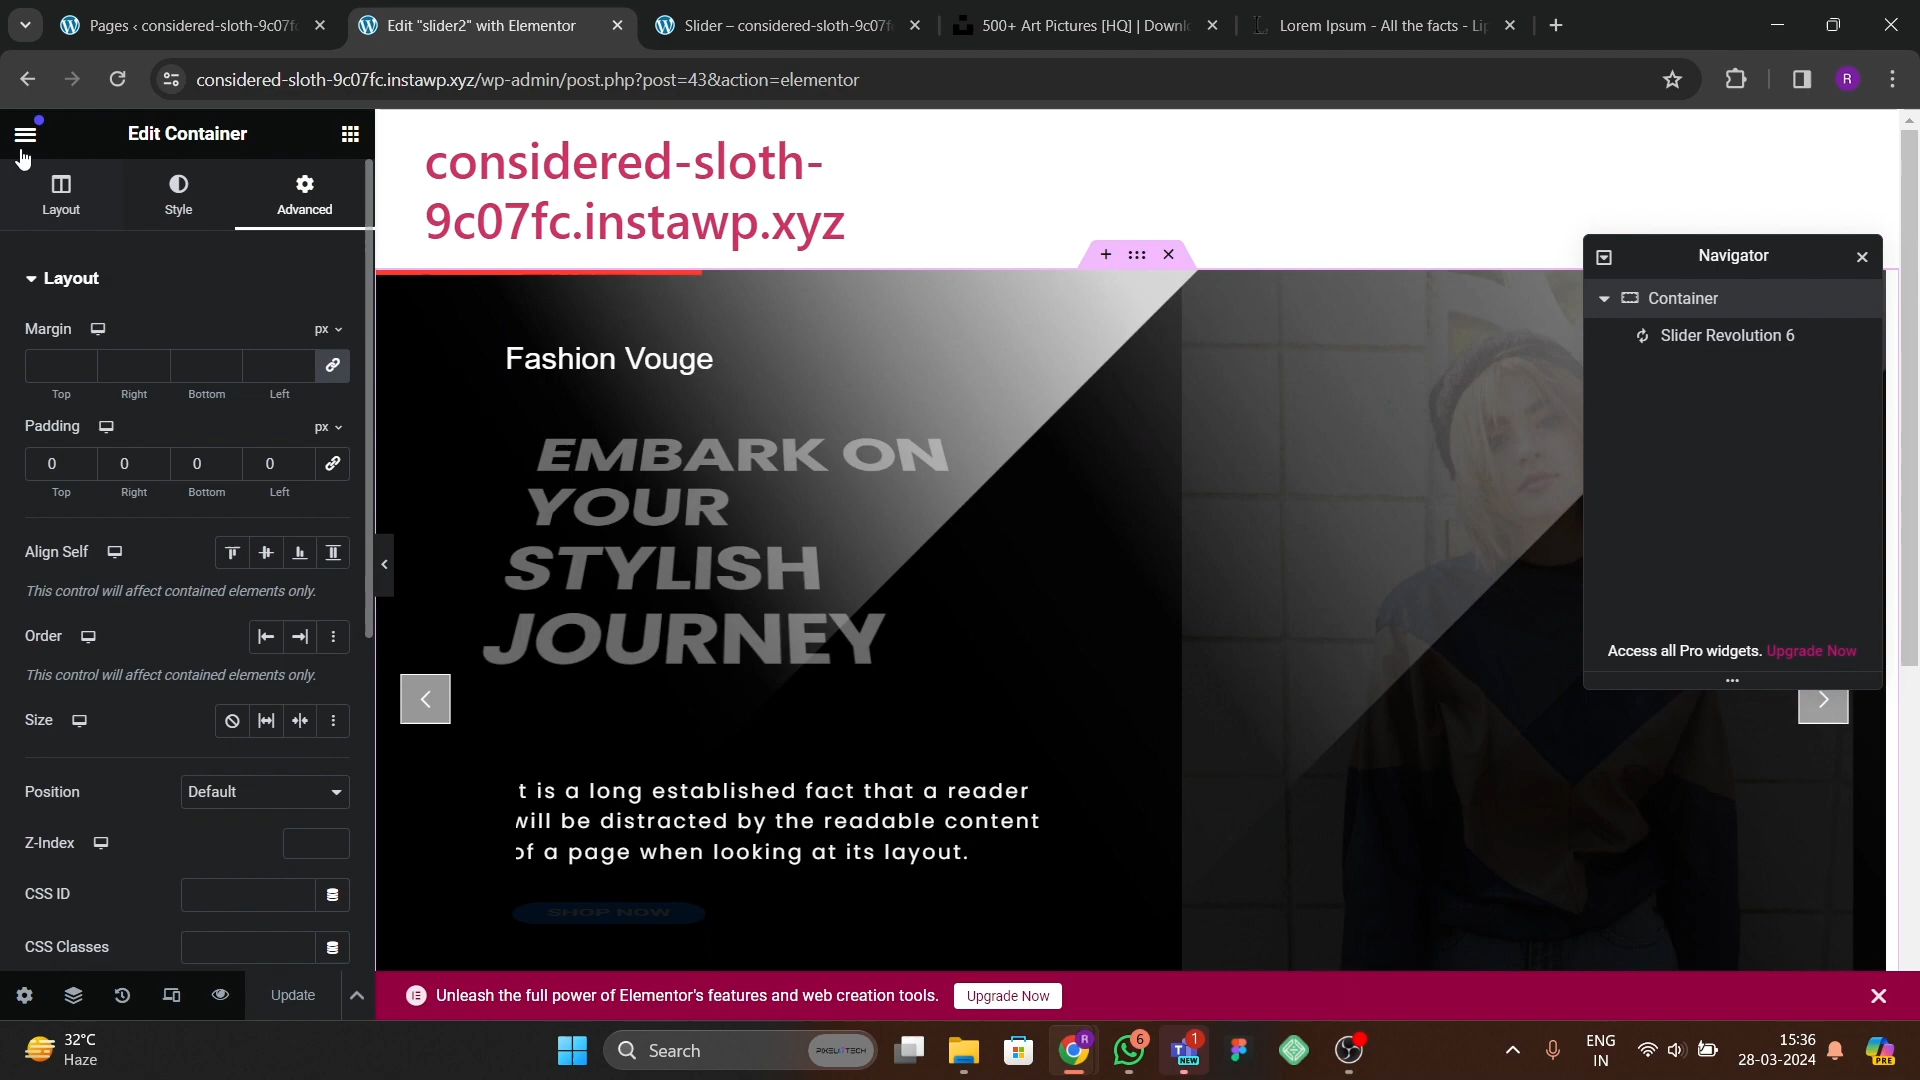 Pages ‹ considered-sloth-9c07f
Edit "slider2" with Elementor
Slider – considered-sloth-9c07f
500+ Art Pictures [HQ] | Downl
Lorem Ipsum - All the facts - Li
considered-sloth-9c07fc.instawp.xyz/wp-admin/post.php?post=43&action=elementor
R
Edit Container
Layout
Style
Advanced
Layout
Margin
px
Top
Right
Bottom
Left
Padding
px
0
0
0
0
Top
Right
Bottom
Left
Align Self
This control will affect contained elements only.
Order
This control will affect contained elements only.
Size
Position
Default
Z-Index
CSS ID
CSS Classes
Update
considered-sloth-
9c07fc.instawp.xyz
Fashion Vouge
EMBARK ON
YOUR
STYLISH
JOURNEY
t is a long established fact that a reader
will be distracted by the readable content
of a page when looking at its layout.
SHOP NOW
Navigator
Container
Slider Revolution 6
Access all Pro widgets. Upgrade Now
Unleash the full power of Elementor's features and web creation tools.
Upgrade Now
32°C
Haze
Search
PIXELIOTECH
R
6
1
NEW
ENG
IN
15:36
28-03-2024
PRE